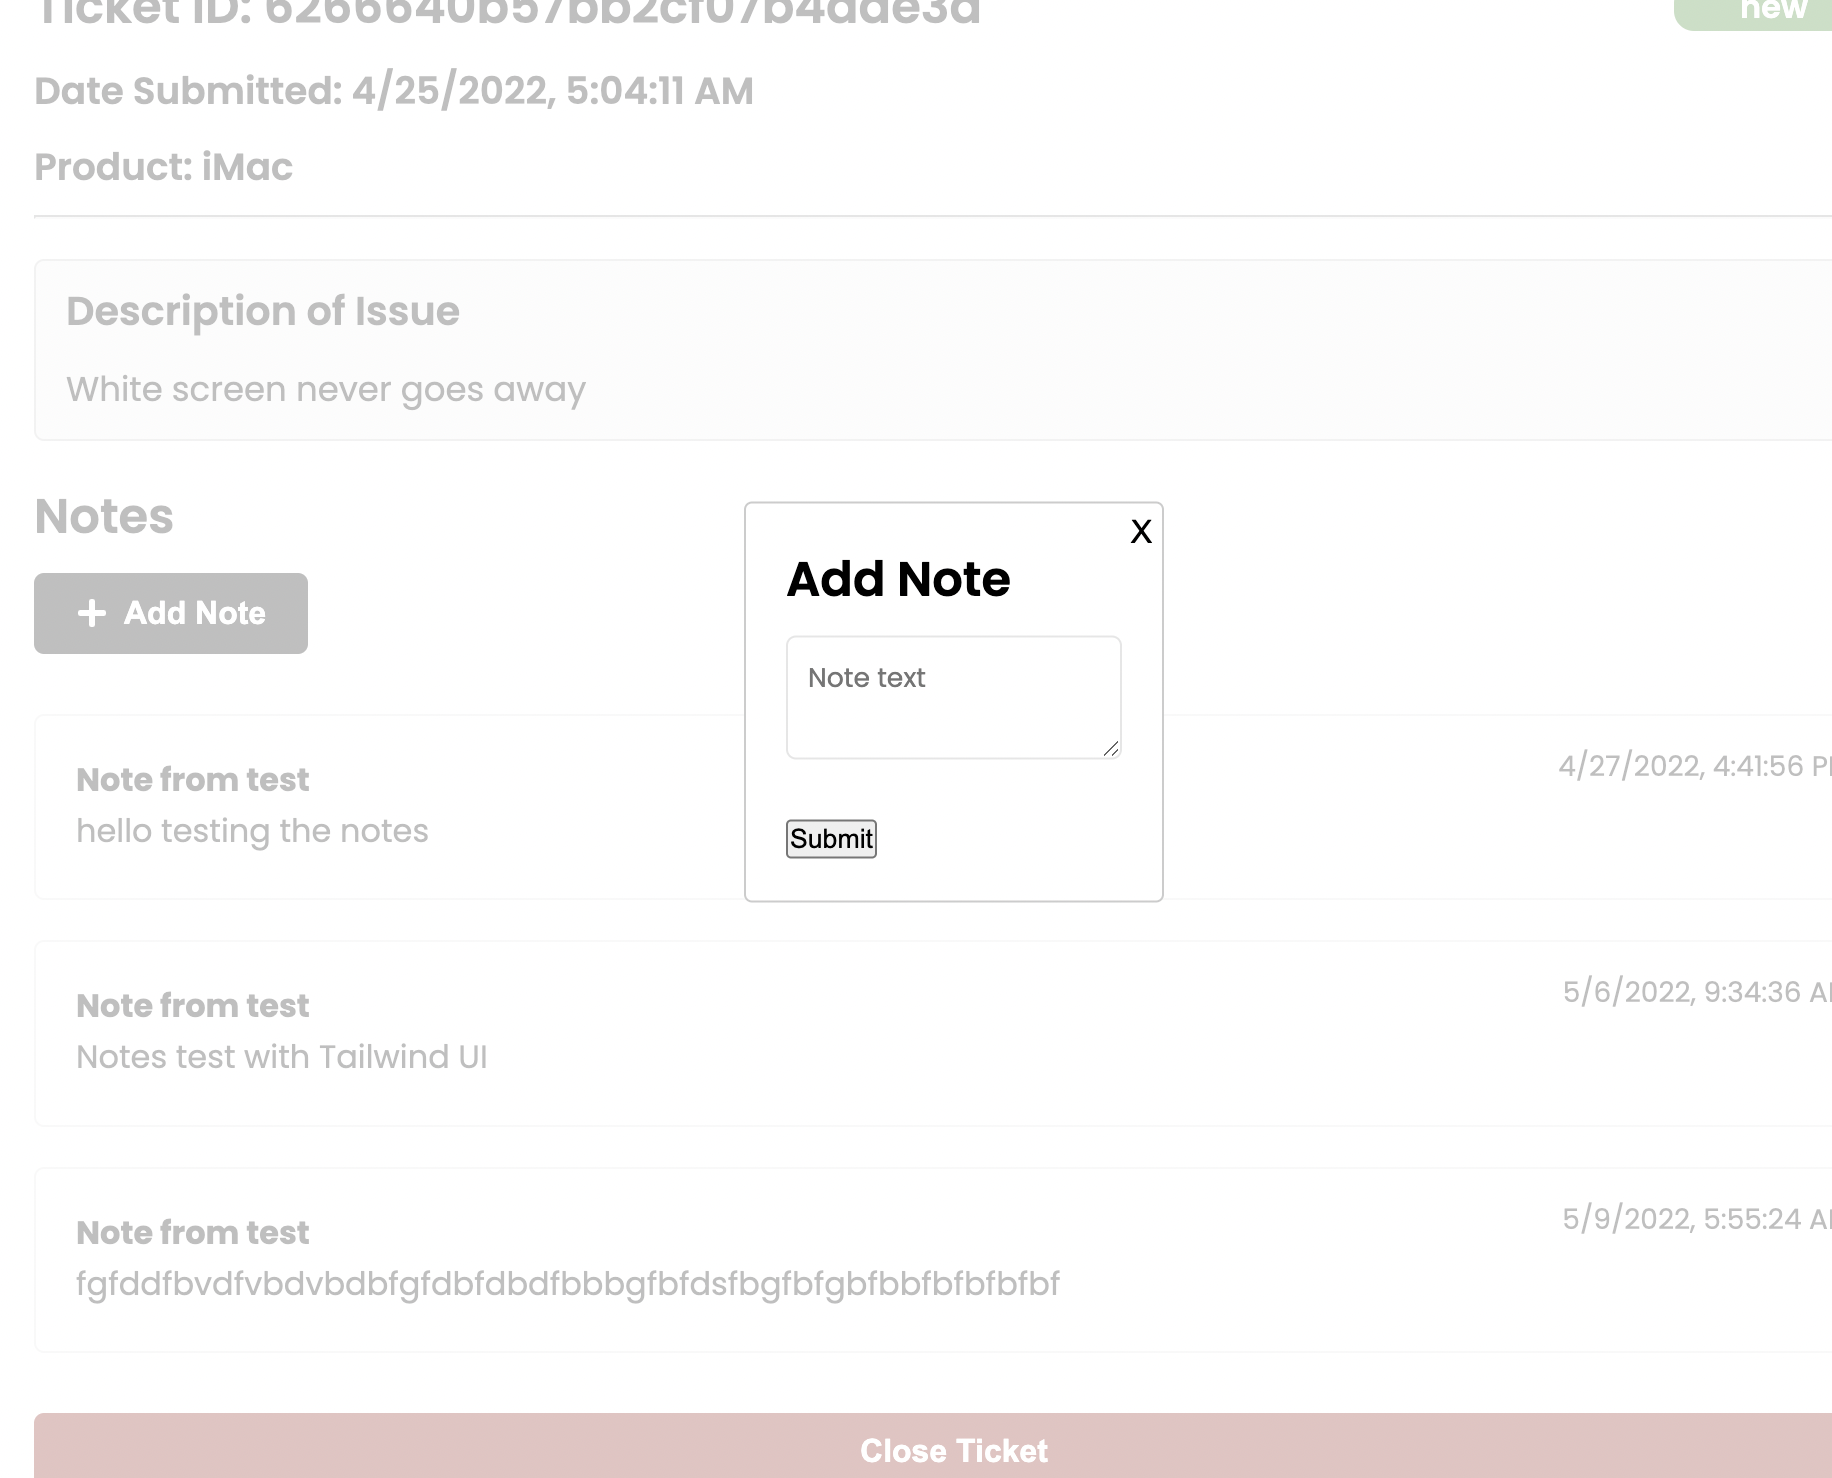 Ticket ID: 6266640b57bb2cf07b4dde3d
new
Date Submitted: 4/25/2022, 5:04:11 AM
Product: iMac
Description of Issue
White screen never goes away
Notes
X
Add Note
Add Note
Note text
Submit
Note from test
4/27/2022, 4:41:56
hello testing the notes
Note from test
5/6/2022, 9:34:36
Notes test with Tailwind UI
Note from test
5/9/2022, 5:55:24
fgfddfbvdfvbdvbdbfgfdbfdbdfbbbgfbfdsfbgfbfgbfbbfbfbfbfbf
Close Ticket